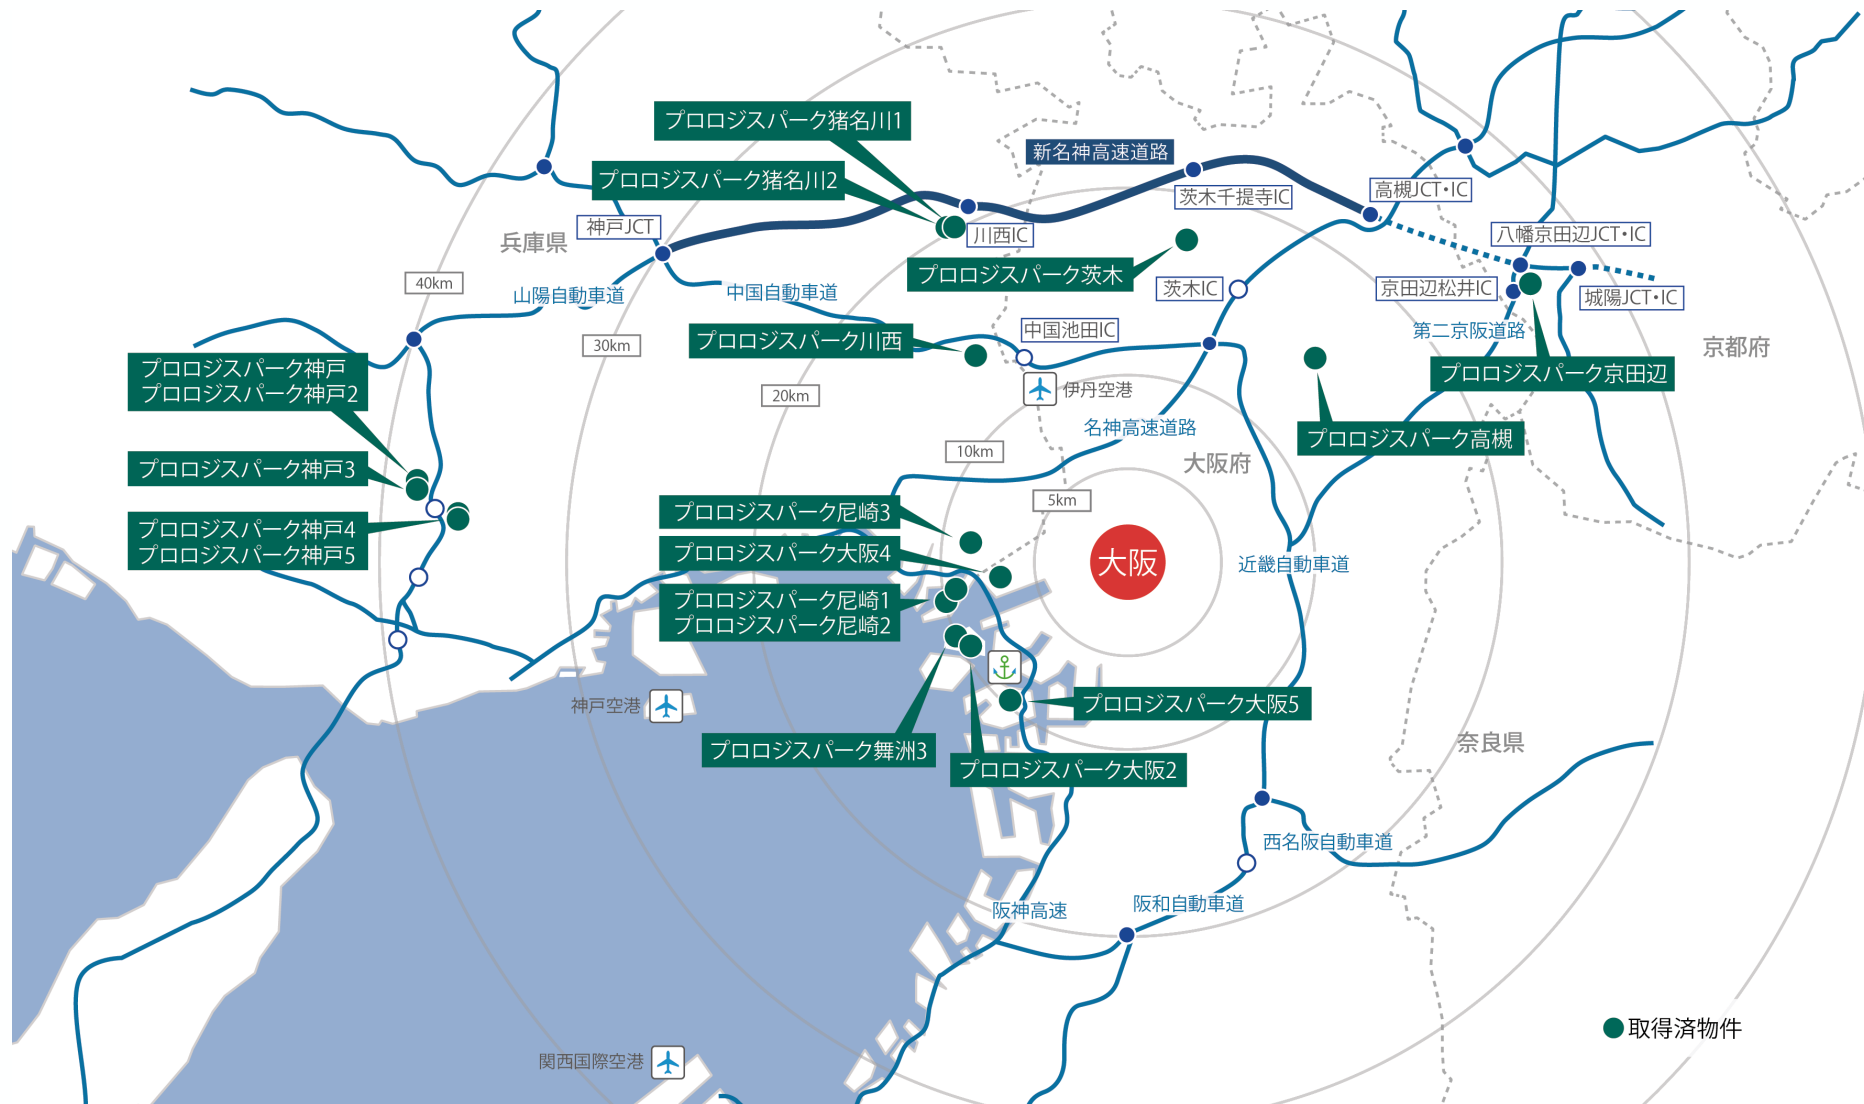 プロロジスパーク猪名川1
新名神高速道路
プロロジスパーク猪名川2
茨木千提寺IC
高槻JCT・IC
神戸JCT
川西IC
八幡京田辺JCT・IC
兵庫県
プロロジスパーク茨木
40km
山陽自動車道
中国自動車道
茨木IC
京田辺松井IC
城陽JCT・IC
30km
プロロジスパーク川西
中国池田IC
第二京阪道路
京都府
プロロジスパーク神戸
プロロジスパーク神戸2
20km
伊丹空港
プロロジスパーク京田辺
名神高速道路
プロロジスパーク高槻
10km
大阪府
プロロジスパーク神戸3
5km
プロロジスパーク尼崎3
プロロジスパーク神戸4
プロロジスパーク神戸5
プロロジスパーク大阪4
大阪
近畿自動車道
プロロジスパーク尼崎1
プロロジスパーク尼崎2
神戸空港
プロロジスパーク大阪5
プロロジスパーク舞洲3
プロロジスパーク大阪2
奈良県
西名阪自動車道
阪神高速
阪和自動車道
取得済物件
関西国際空港